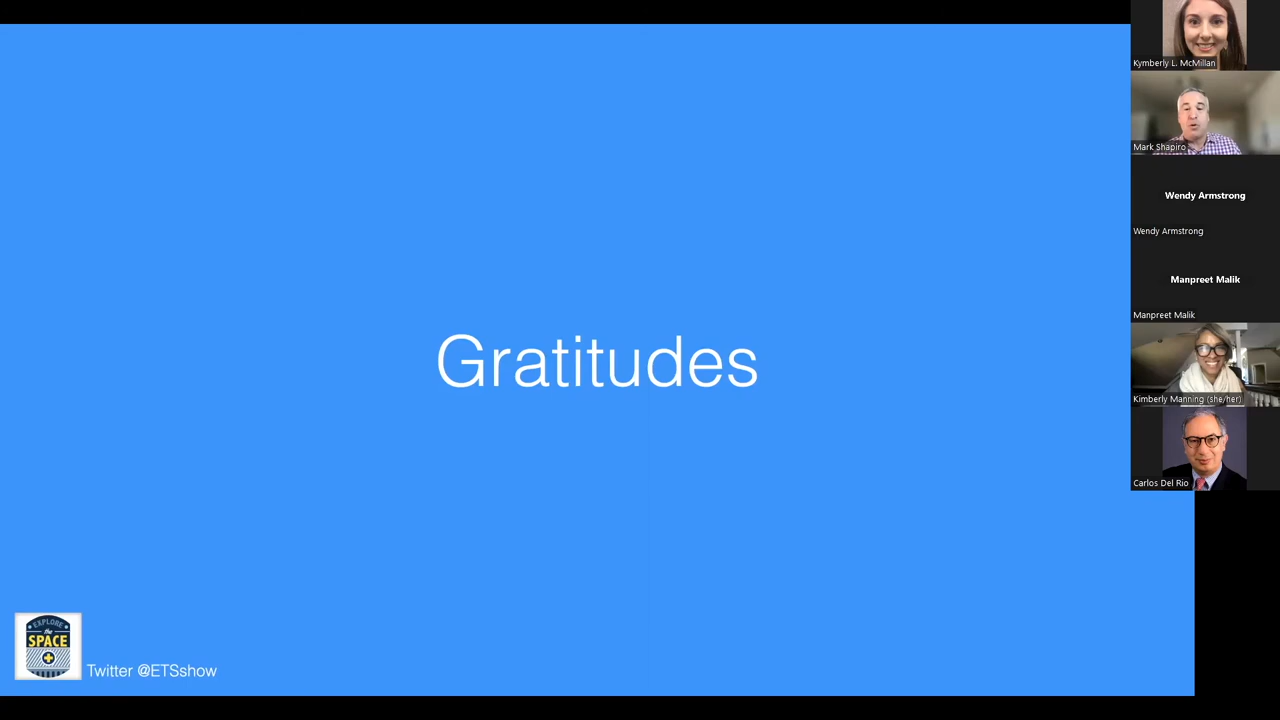 Gratitudes
EXPLORE
the
SPACE
Twitter @ETSshow
Kymberly L. McMillan
Mark Shapiro
Wendy Armstrong
Wendy Armstrong
Manpreet Malik
Manpreet Malik
Kimberly Manning (she/her)
Carlos Del Rio